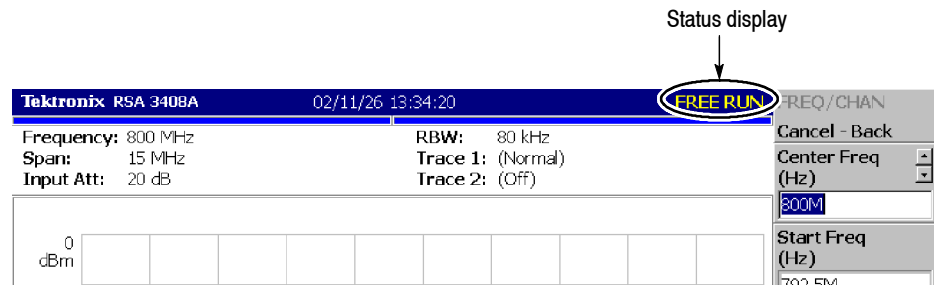 Status display
Tektronix RSA 3408A 02/11/26 13:34:20 FREE RUN
FREQ/CHAN
Cancel - Back
Frequency: 800 MHz RBW: 80 kHz
Span: 15 MHz Trace 1: (Normal)
Input Att: 20 dB Trace 2: (Off)
Center Freq
(Hz)
800M
Start Freq
(Hz)
792.5M
0
dBm